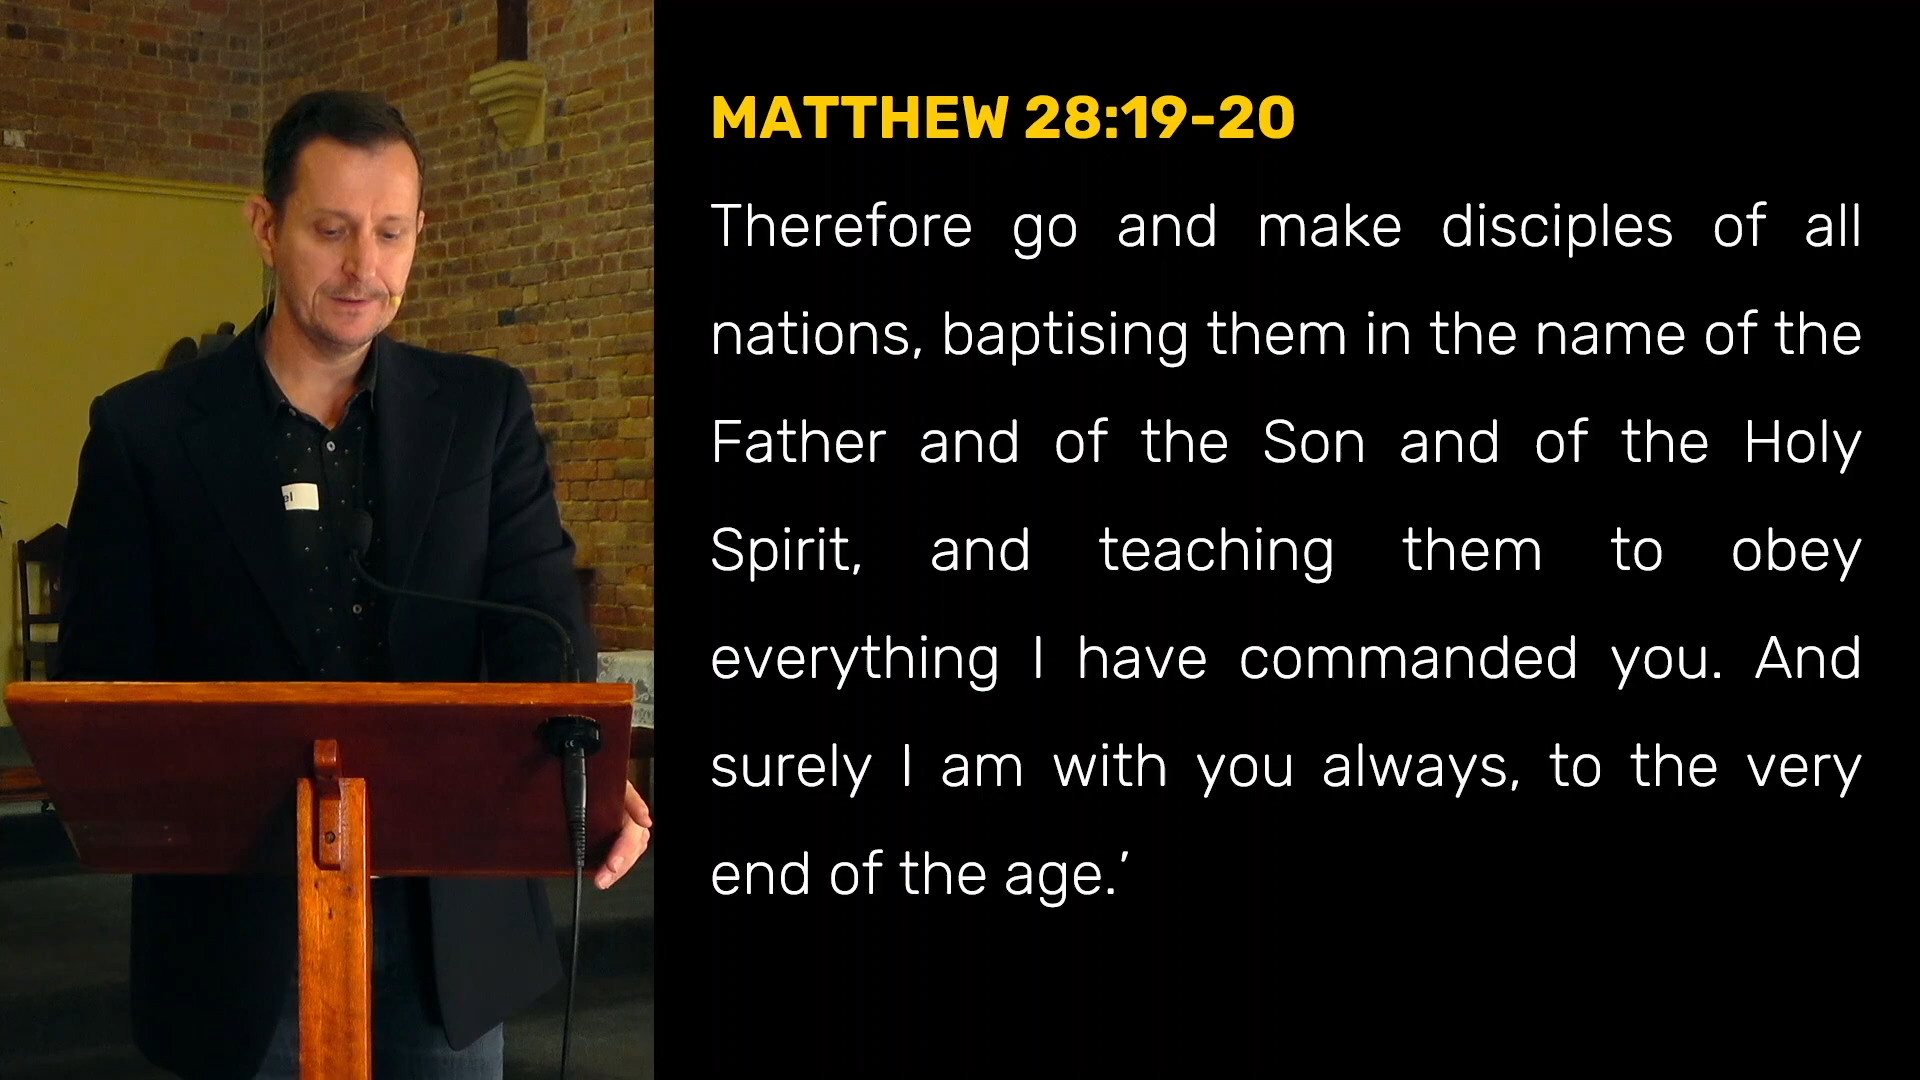 MATTHEW 28:19-20
Therefore go and make disciples of all
nations, baptising them in the name of the
Father and of the Son and of the Holy
Spirit, and teaching them to obey
everything I have commanded you. And
surely I am with you always, to the very
end of the age.’
el